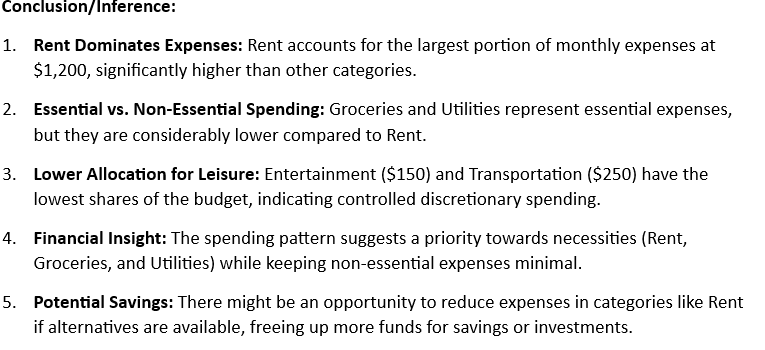 Conclusion/Inference:
1. Rent Dominates Expenses: Rent accounts for the largest portion of monthly expenses at
$1,200, significantly higher than other categories.
2. Essential vs. Non-Essential Spending: Groceries and Utilities represent essential expenses,
but they are considerably lower compared to Rent.
3. Lower Allocation for Leisure: Entertainment ($150) and Transportation ($250) have the
lowest shares of the budget, indicating controlled discretionary spending.
4. Financial Insight: The spending pattern suggests a priority towards necessities (Rent,
Groceries, and Utilities) while keeping non-essential expenses minimal.
5. Potential Savings: There might be an opportunity to reduce expenses in categories like Rent
if alternatives are available, freeing up more funds for savings or investments.